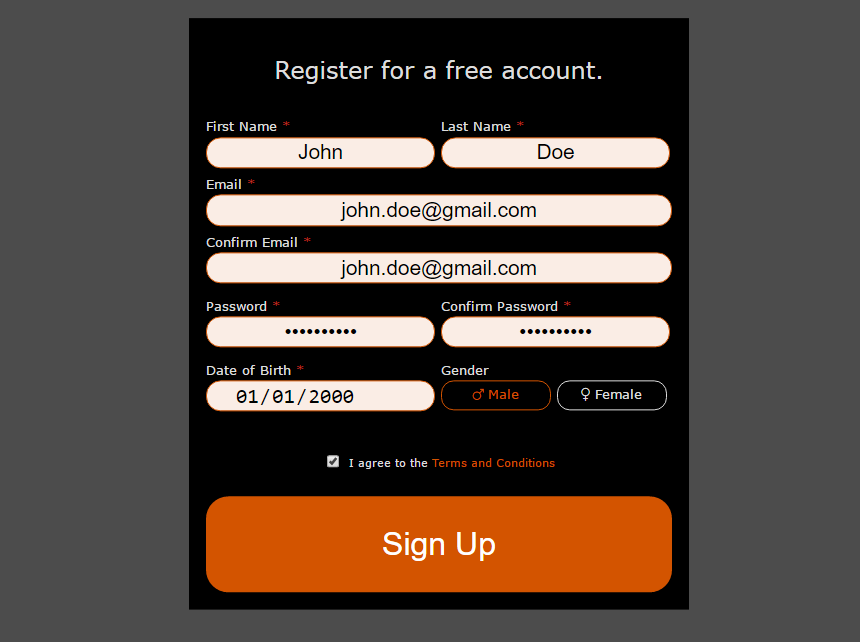 Register for a free account.
First Name * Last Name *
John Doe
Email *
john.doe@gmail.com
Confirm Email *
john.doe@gmail.com
Password * Confirm Password *
•••••••••• ••••••••••
Date of Birth * Gender
01/01/2000 ♂ Male ♀ Female
I agree to the Terms and Conditions
Sign Up